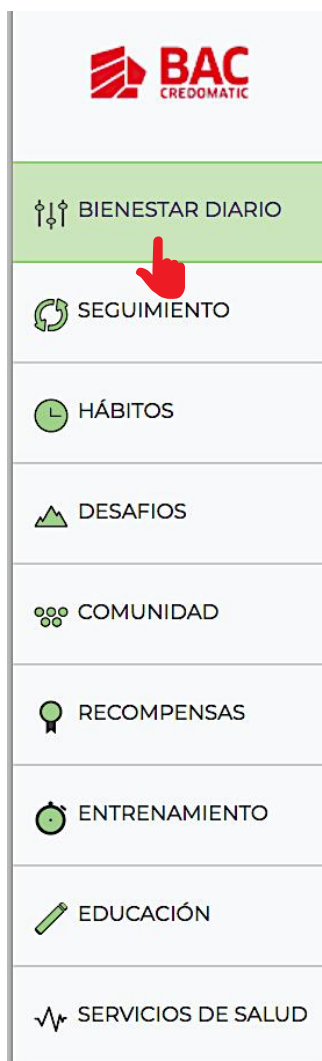 BAC
CREDOMATIC
BIENESTAR DIARIO
SEGUIMIENTO
HÁBITOS
DESAFIOS
COMUNIDAD
RECOMPENSAS
ENTRENAMIENTO
EDUCACIÓN
SERVICIOS DE SALUD